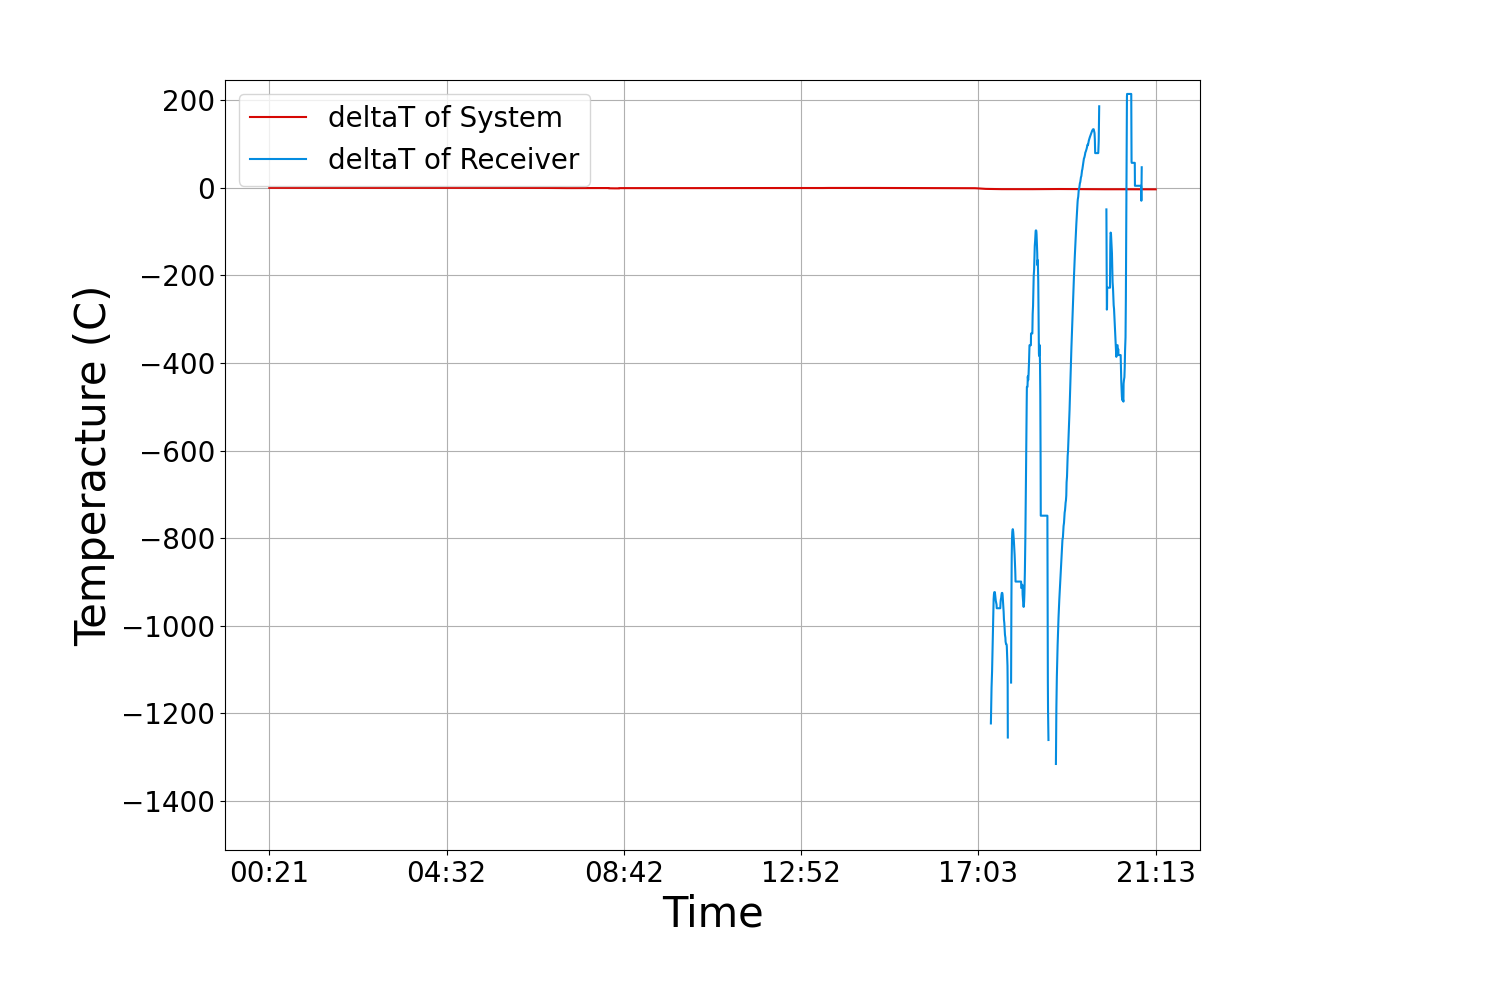 deltaT of System
deltaT of Receiver
200
0
−200
−400
−600
−800
−1000
−1200
−1400
Temperacture (C)
00:21 04:32 08:42 12:52 17:03 21:13
Time